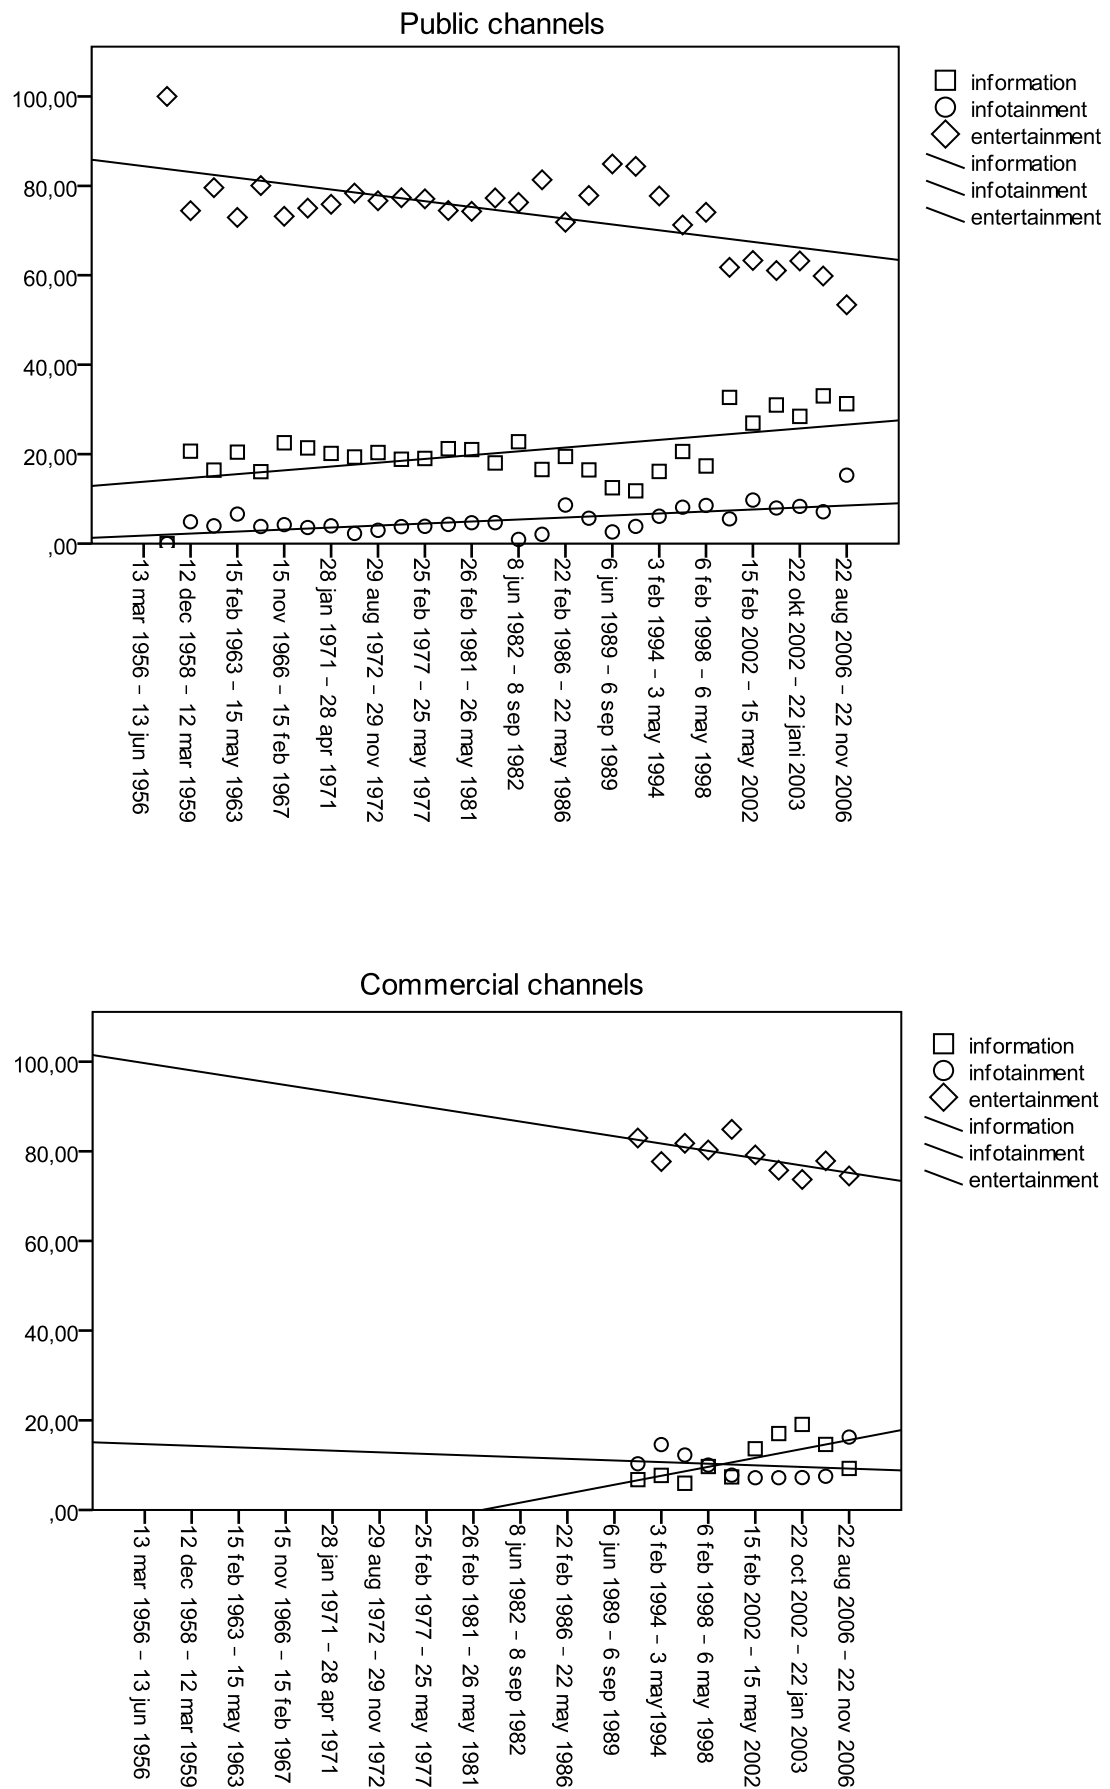 Public channels
100,00
80,00
60,00
40,00
20,00
,00
information
infotainment
entertainment
information
infotainment
entertainment
13 mar 1956 – 13 jun 1956
12 dec 1958 – 12 mar 1959
15 feb 1963 – 15 may 1963
15 nov 1966 – 15 feb 1967
28 jan 1971 – 28 apr 1971
29 aug 1972 – 29 nov 1972
25 feb 1977 – 25 may 1977
26 feb 1981 – 26 may 1981
8 jun 1982 – 8 sep 1982
22 feb 1986 – 22 may 1986
6 jun 1989 – 6 sep 1989
3 feb 1994 – 3 may 1994
6 feb 1998 – 6 may 1998
15 feb 2002 – 15 may 2002
22 okt 2002 – 22 jani 2003
22 aug 2006 – 22 nov 2006
Commercial channels
100,00
80,00
60,00
40,00
20,00
,00
information
infotainment
entertainment
information
infotainment
entertainment
13 mar 1956 – 13 jun 1956
12 dec 1958 – 12 mar 1959
15 feb 1963 – 15 may 1963
15 nov 1966 – 15 feb 1967
28 jan 1971 – 28 apr 1971
29 aug 1972 – 29 nov 1972
25 feb 1977 – 25 may 1977
26 feb 1981 – 26 may 1981
8 jun 1982 – 8 sep 1982
22 feb 1986 – 22 may 1986
6 jun 1989 – 6 sep 1989
3 feb 1994 – 3 may1994
6 feb 1998 – 6 may 1998
15 feb 2002 – 15 may 2002
22 oct 2002 – 22 jan 2003
22 aug 2006 – 22 nov 2006